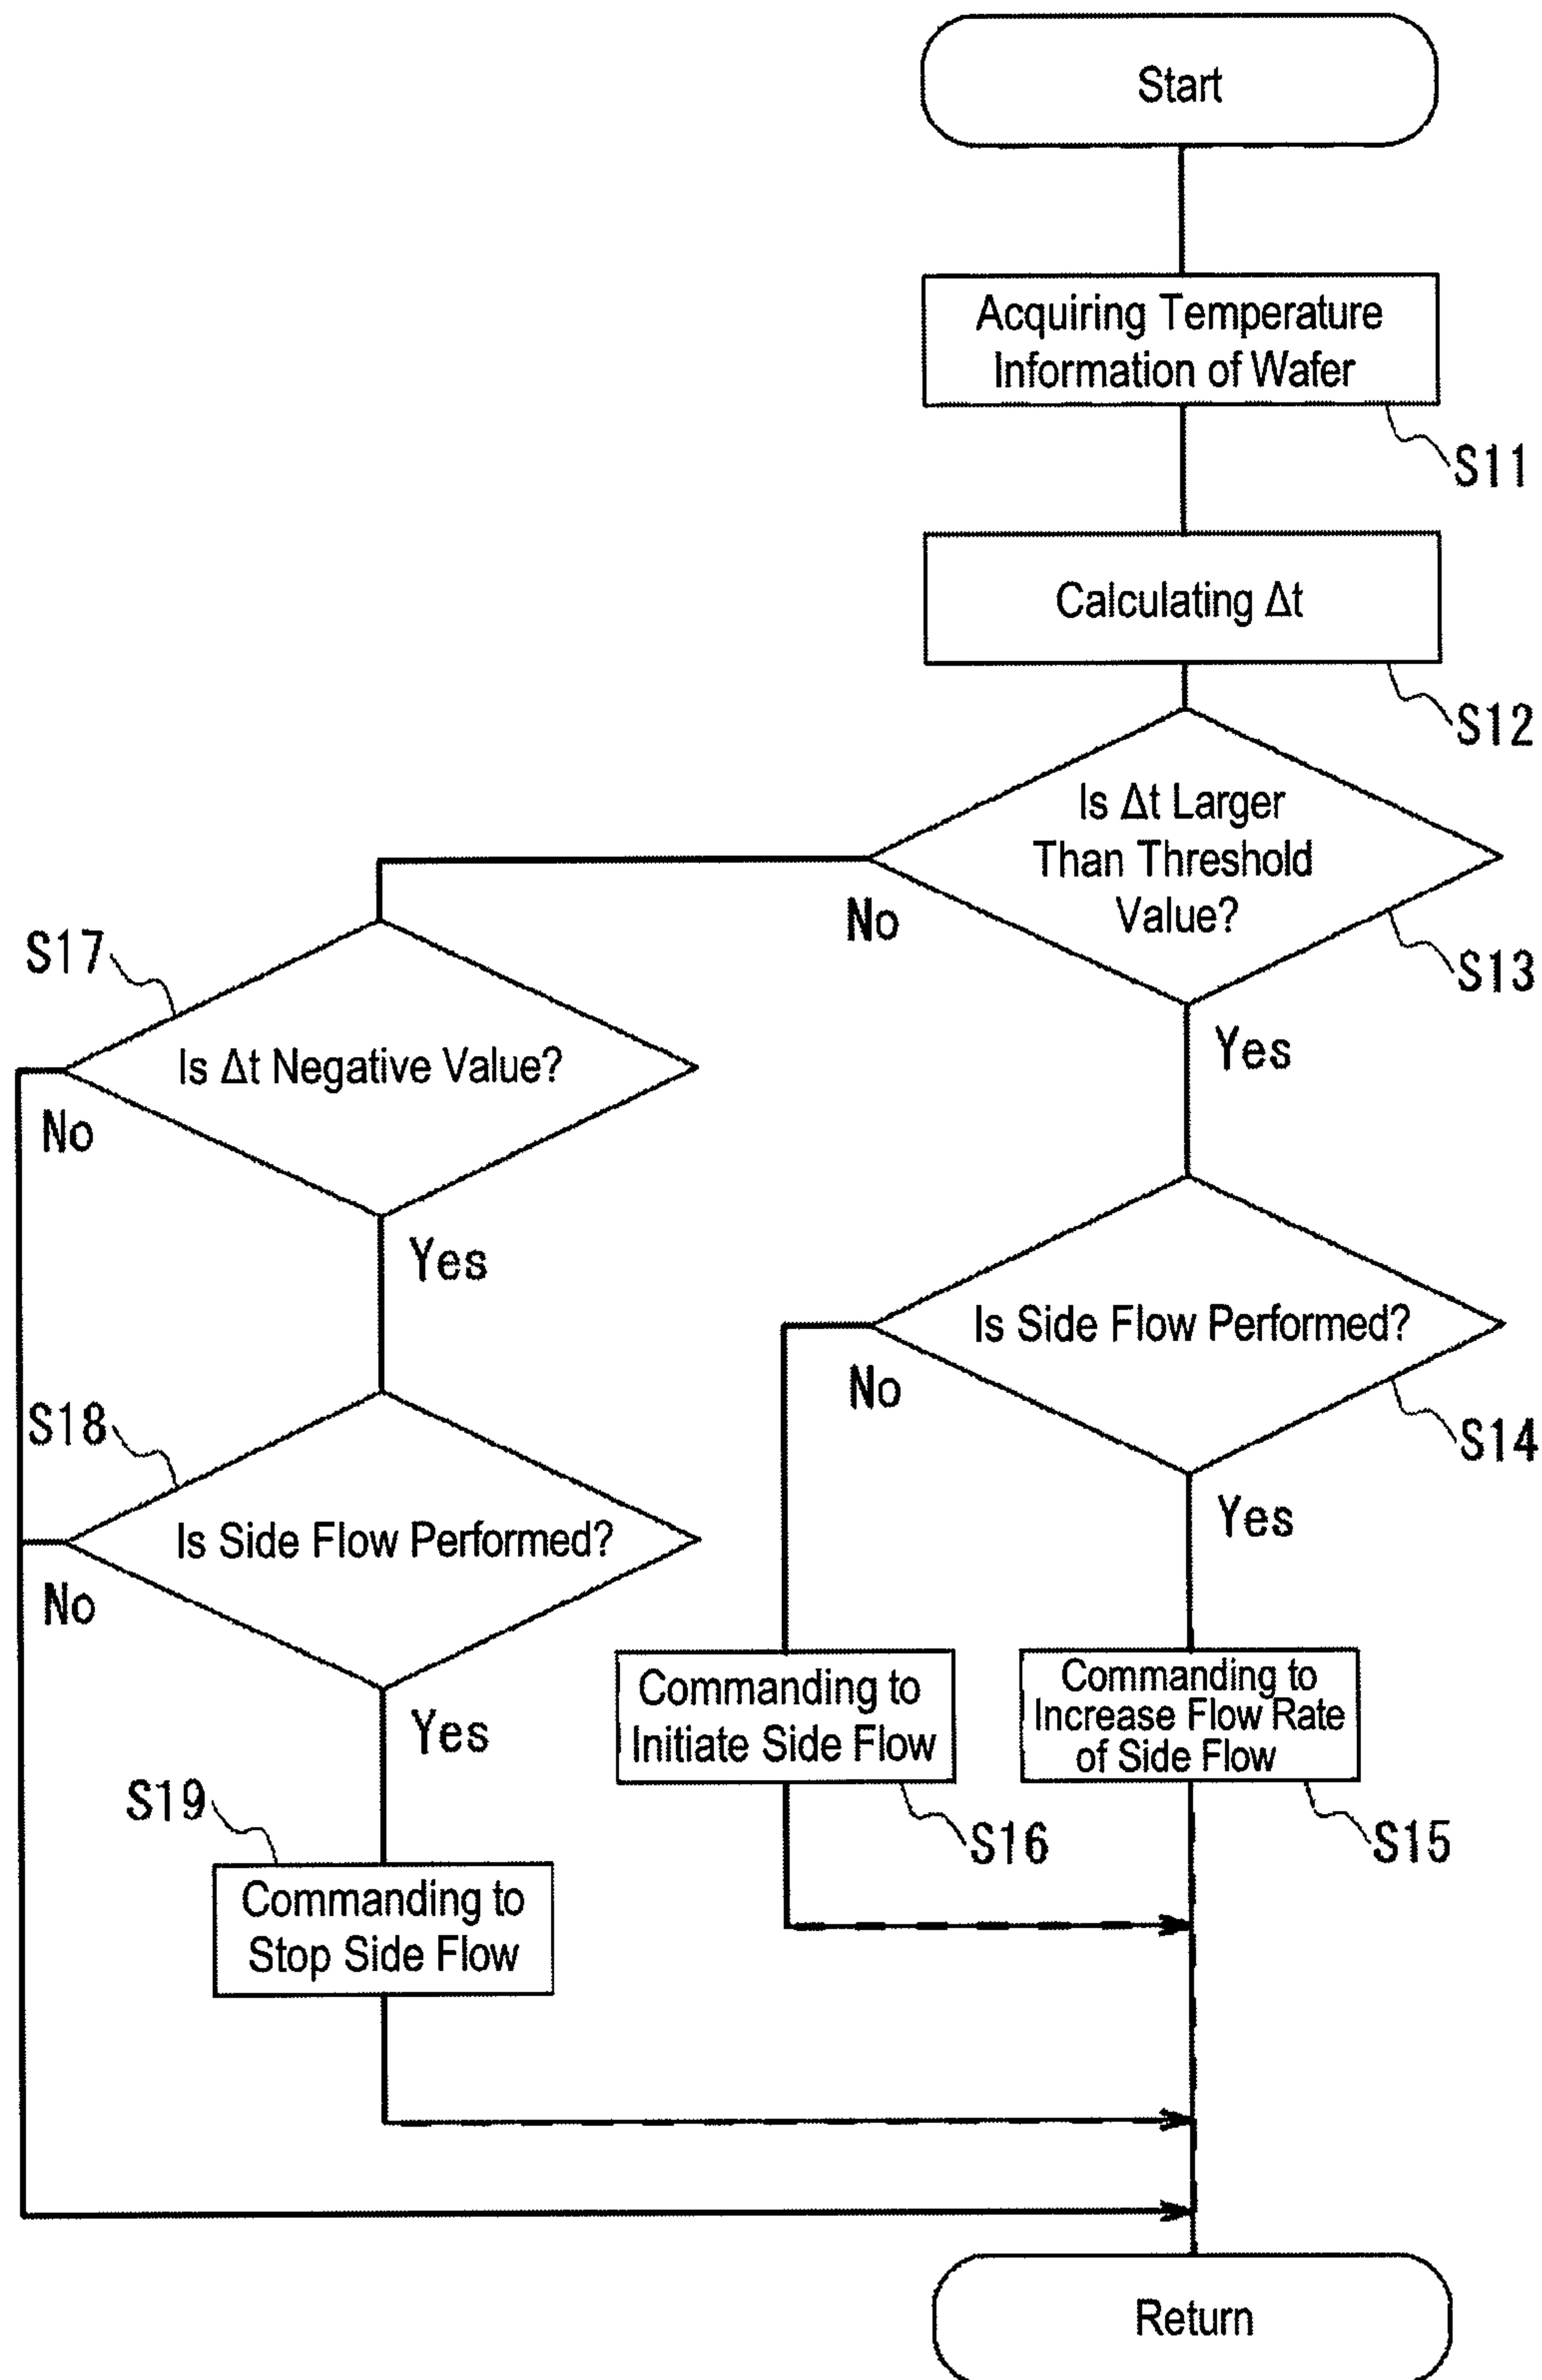 Start
Acquiring Temperature
Information of Wafer
S11
Calculating Δt
S12
Is Δt Larger
Than Threshold
Value?
No
S13
Yes
S17
Is Δt Negative Value?
No
Yes
Is Side Flow Performed?
No
S14
Yes
S18
Is Side Flow Performed?
No
Yes
Commanding to
Initiate Side Flow
S16
Commanding to
Increase Flow Rate
of Side Flow
S15
S19
Commanding to
Stop Side Flow
Return